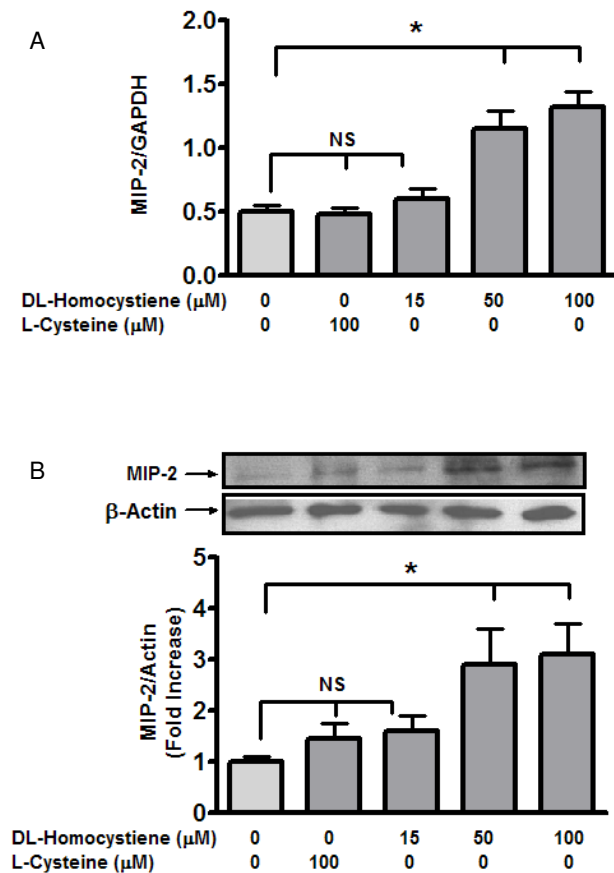 A
*
2.0
1.5
1.0
0.5
0.0
MIP-2/GAPDH
NS
DL-Homocystiene (μM) 0 0 15 50 100
L-Cysteine (μM) 0 100 0 0 0
B
MIP-2
β-Actin
*
5
4
3
2
1
0
MIP-2/Actin
(Fold Increase)
NS
DL-Homocystiene (μM) 0 0 15 50 100
L-Cysteine (μM) 0 100 0 0 0